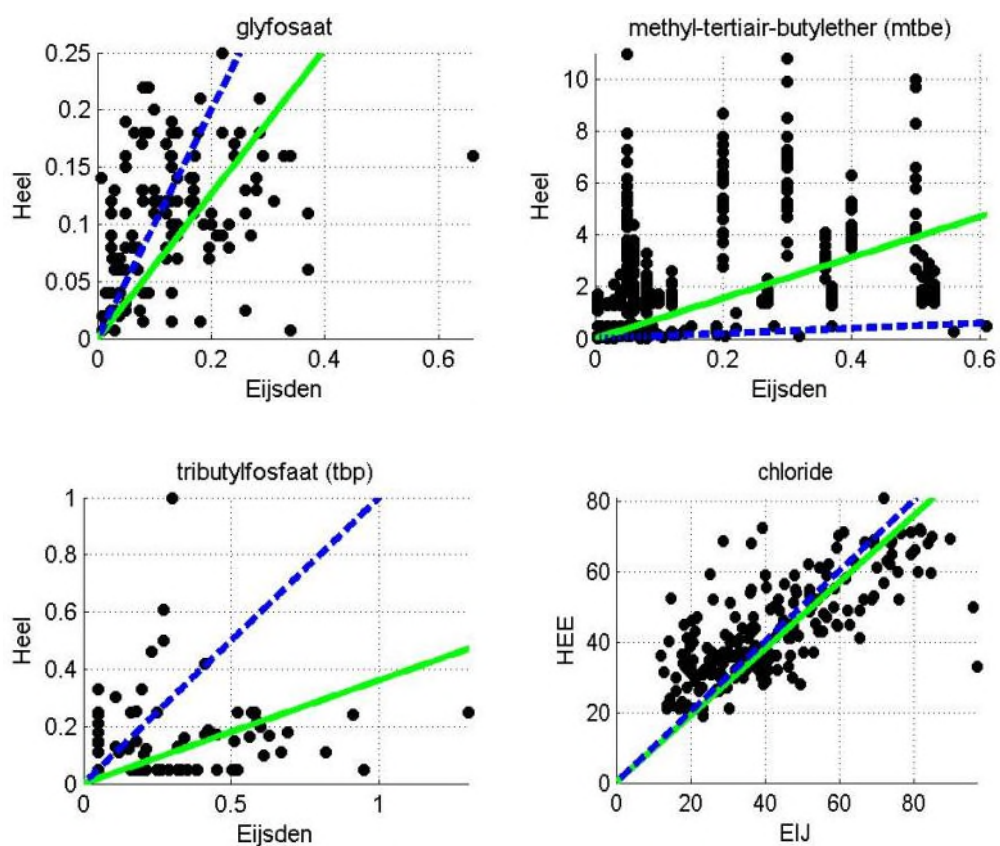 glyfosaat
0.25
0.2
0.15
0.1
0.05
0
Heel
0 0.2 0.4 0.6
Eijsden
methyl-tertiair-butylether (mtbe)
10
8
6
4
2
0
Heel
0 0.2 0.4 0.6
Eijsden
tributylfosfaat (tbp)
1
0.8
0.6
0.4
0.2
0
Heel
0 0.5 1
Eijsden
chloride
80
60
40
20
0
HEE
0 20 40 60 80
EIJ